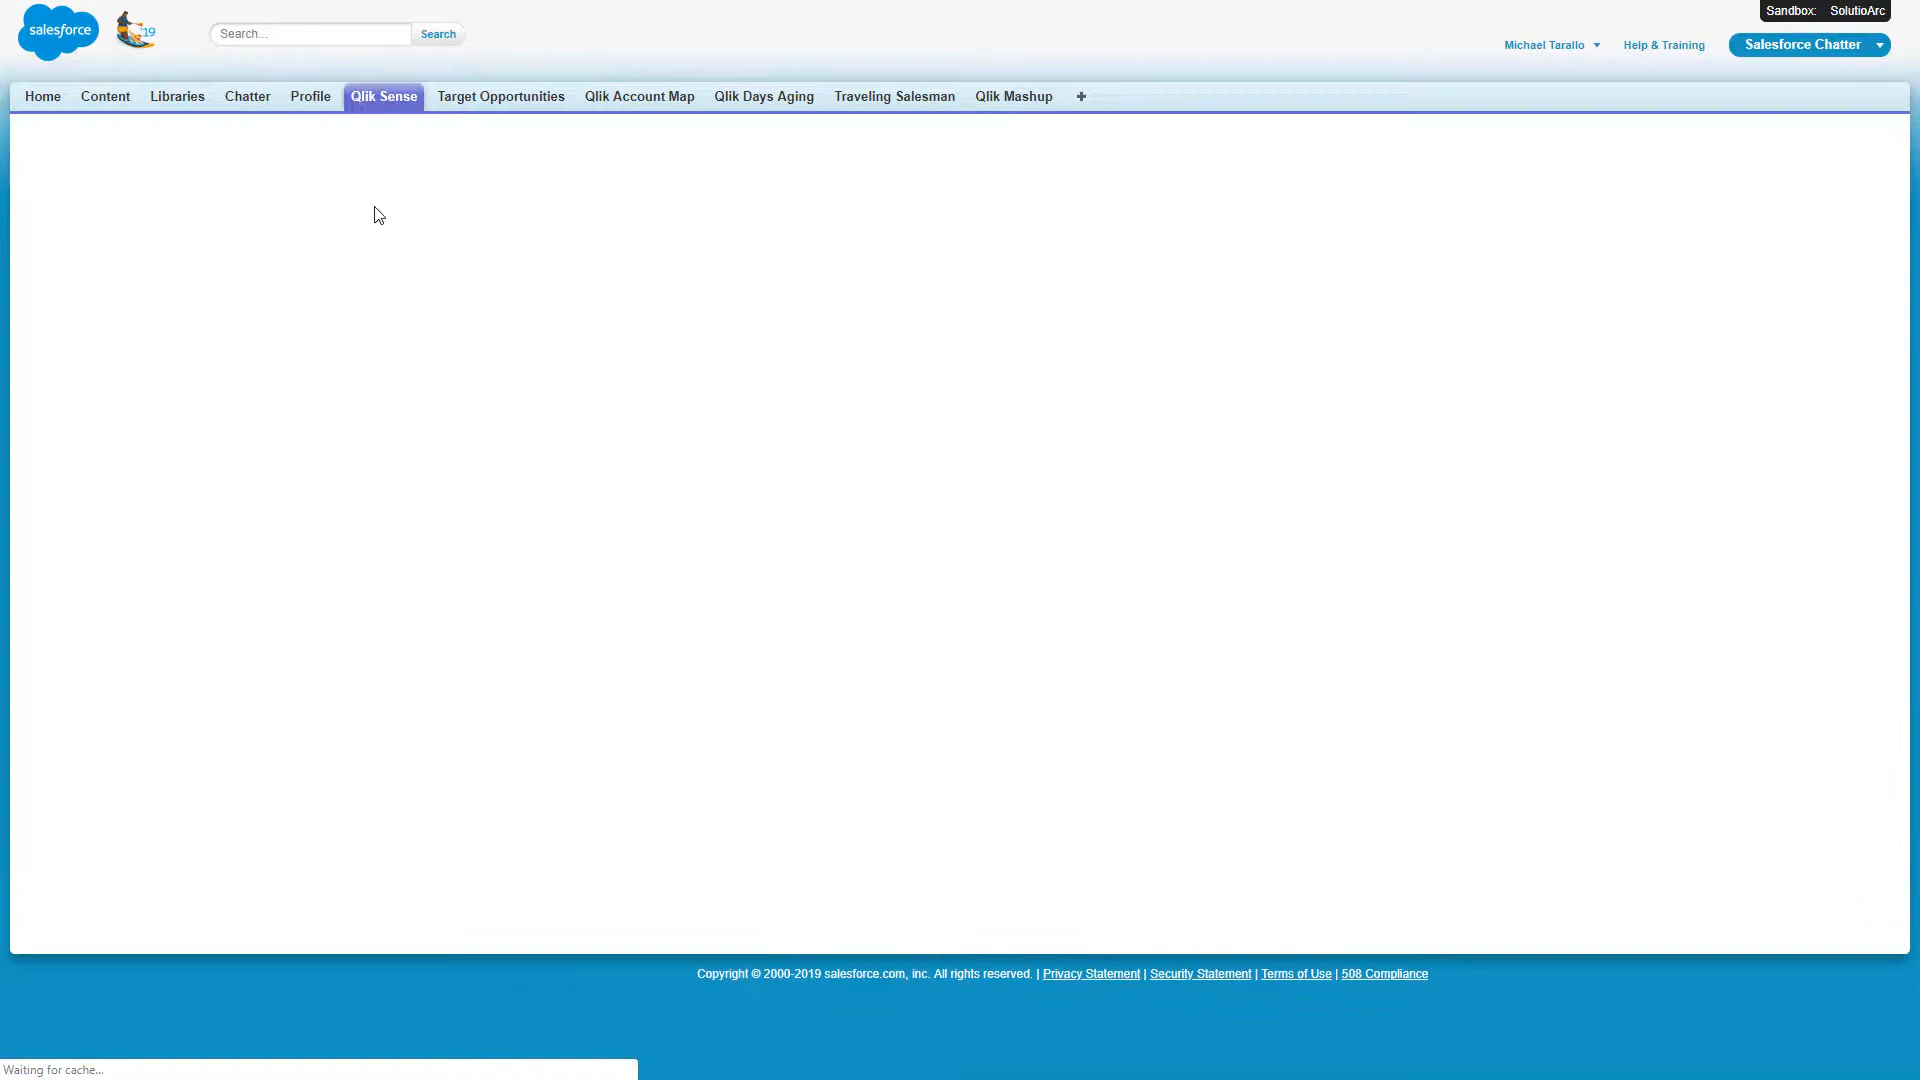 Sandbox: SolutioArc
salesforce
'19
Search...
Search
Michael Tarallo
Help & Training
Salesforce Chatter
Home
Content
Libraries
Chatter
Profile
Qlik Sense
Target Opportunities
Qlik Account Map
Qlik Days Aging
Traveling Salesman
Qlik Mashup
Copyright © 2000-2019 salesforce.com, inc. All rights reserved. | Privacy Statement | Security Statement | Terms of Use | 508 Compliance
Waiting for cache...